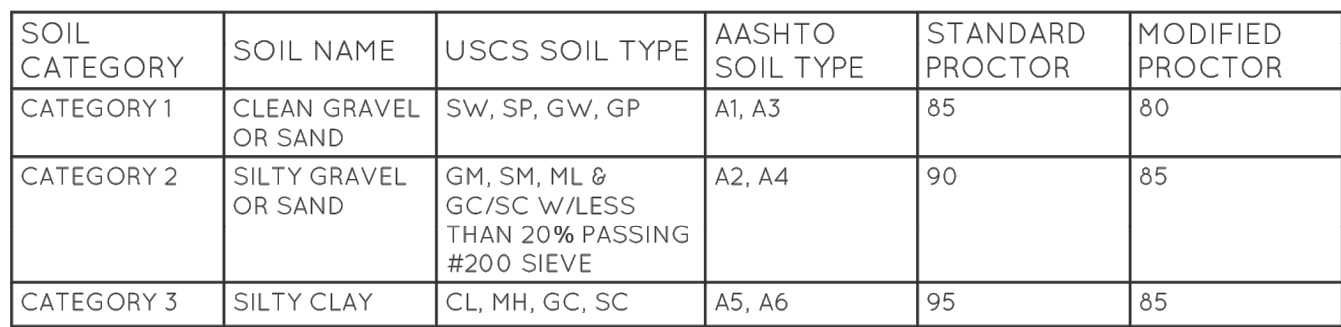 SOIL CATEGORY SOIL NAME USCS SOIL TYPE AASHTO SOIL TYPE STANDARD PROCTOR MODIFIED PROCTOR
CATEGORY 1 CLEAN GRAVEL OR SAND SW, SP, GW, GP A1, A3 85 80
CATEGORY 2 SILTY GRAVEL OR SAND GM, SM, ML & GC/SC W/LESS THAN 20% PASSING #200 SIEVE A2, A4 90 85
CATEGORY 3 SILTY CLAY CL, MH, GC, SC A5, A6 95 85